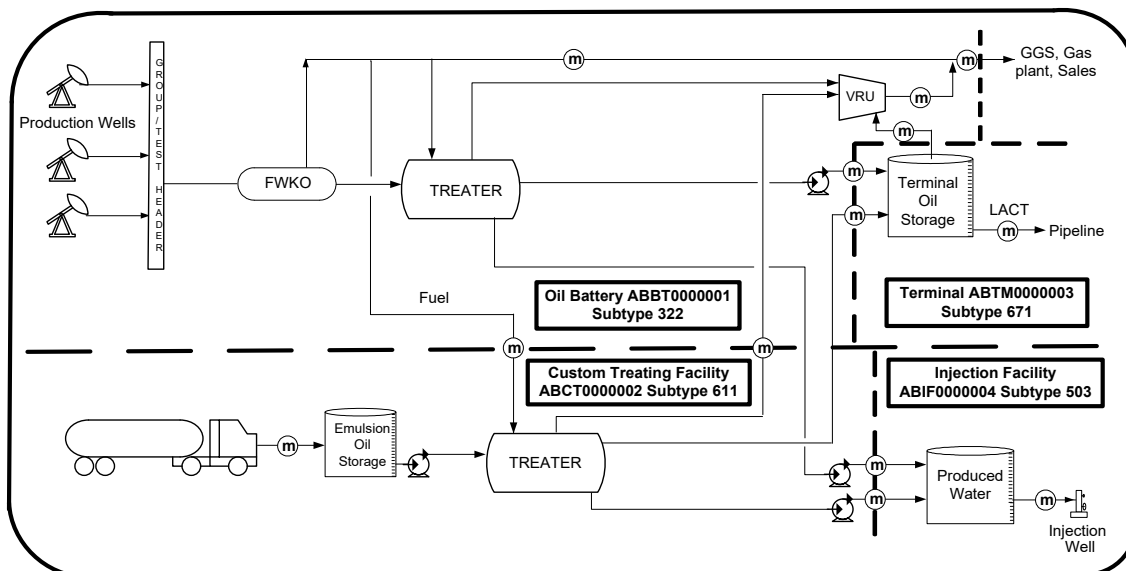 m
m
GGS, Gas
plant, Sales
GROUP/TEST HEADER
Production Wells
VRU
m
m
FWKO
TREATER
m
Terminal
Oil
Storage
m
LACT
m
Pipeline
Fuel
Oil Battery ABBT0000001
Subtype 322
Terminal ABTM0000003
Subtype 671
m
m
Custom Treating Facility
ABCT0000002 Subtype 611
Injection Facility
ABIF0000004 Subtype 503
Emulsion
Oil
Storage
m
TREATER
m
m
Produced
Water
m
Injection
Well